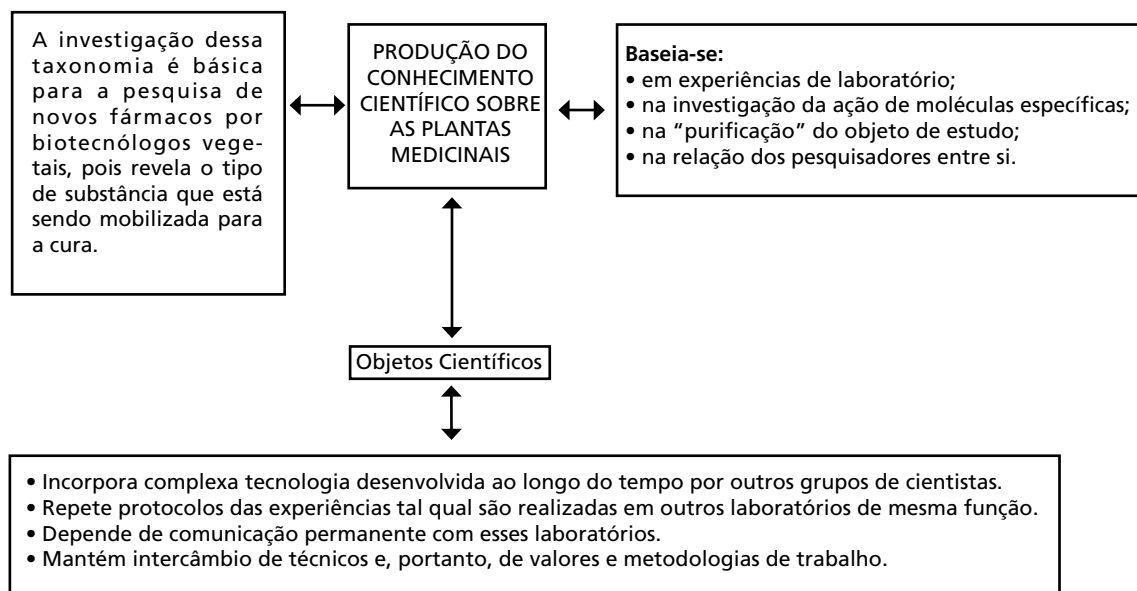 A investigação dessa
taxonomia é básica
para a pesquisa de
novos fármacos por
biotecnólogos vege-
tais, pois revela o tipo
de substância que está
sendo mobilizada para
a cura.
PRODUÇÃO DO
CONHECIMENTO
CIENTÍFICO SOBRE
AS PLANTAS
MEDICINAIS
Baseia-se:
• em experiências de laboratório;
• na investigação da ação de moléculas específicas;
• na “purificação” do objeto de estudo;
• na relação dos pesquisadores entre si.
Objetos Científicos
• Incorpora complexa tecnologia desenvolvida ao longo do tempo por outros grupos de cientistas.
• Repete protocolos das experiências tal qual são realizadas em outros laboratórios de mesma função.
• Depende de comunicação permanente com esses laboratórios.
• Mantém intercâmbio de técnicos e, portanto, de valores e metodologias de trabalho.